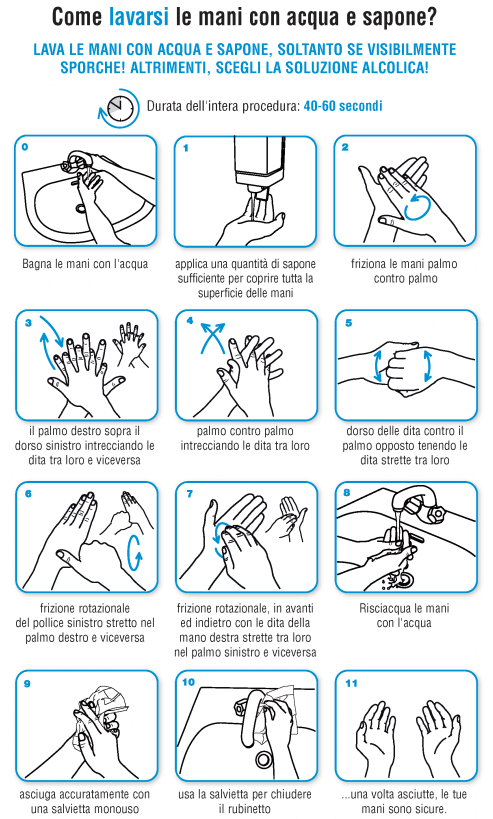 Come lavarsi le mani con acqua e sapone?
LAVA LE MANI CON ACQUA E SAPONE, SOLTANTO SE VISIBILMENTE
SPORCHE! ALTRIMENTI, SCEGLI LA SOLUZIONE ALCOLICA!
Durata dell'intera procedura: 40-60 secondi
0
Bagna le mani con l'acqua
1
applica una quantità di sapone
sufficiente per coprire tutta la
superficie delle mani
2
friziona le mani palmo
contro palmo
3
il palmo destro sopra il
dorso sinistro intrecciando le
dita tra loro e viceversa
4
palmo contro palmo
intrecciando le dita tra loro
5
dorso delle dita contro il
palmo opposto tenendo le
dita strette tra loro
6
frizione rotazionale
del pollice sinistro stretto nel
palmo destro e viceversa
7
frizione rotazionale, in avanti
ed indietro con le dita della
mano destra strette tra loro
nel palmo sinistro e viceversa
8
Risciacqua le mani
con l'acqua
9
asciuga accuratamente con
una salvietta monouso
10
usa la salvietta per chiudere
il rubinetto
11
...una volta asciutte, le tue
mani sono sicure.